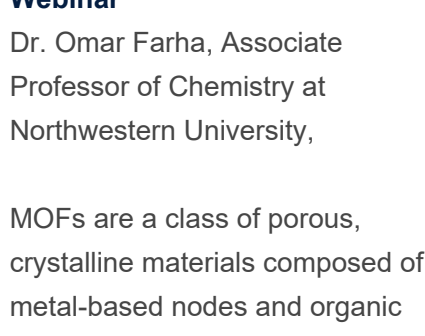 Webinar
Dr. Omar Farha, Associate
Professor of Chemistry at
Northwestern University,
MOFs are a class of porous,
crystalline materials composed of
metal-based nodes and organic